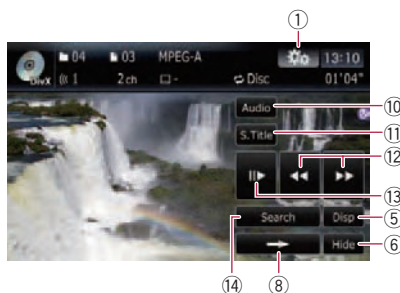 ①
04 03 MPEG-A 13:10
DivX 1 2 ch - Disc 01'04"
Audio ⑩
S.Title ⑪
⑫
⑬
Search Disp ⑤
Hide ⑥
⑭ ⑧